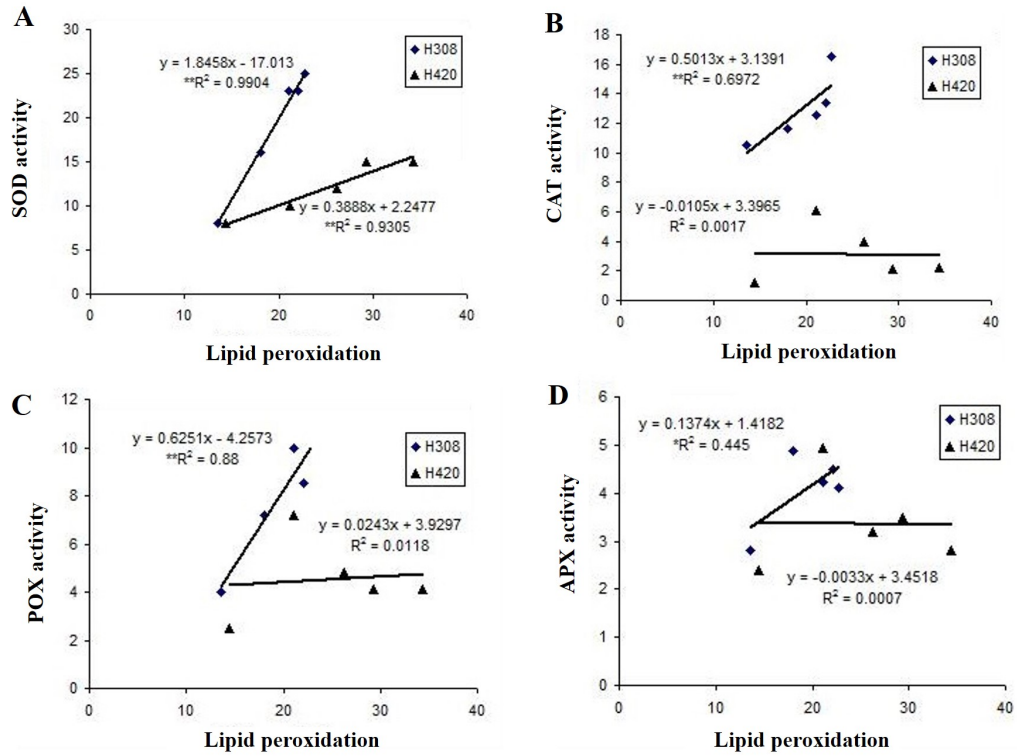 A
SOD activity
30
25
20
15
10
5
0
y = 1.8458x - 17.013
**R² = 0.9904
H308
H420
y = 0.3888x + 2.2477
**R² = 0.9305
0 10 20 30 40
Lipid peroxidation
B
CAT activity
18
16
14
12
10
8
6
4
2
0
y = 0.5013x + 3.1391
**R² = 0.6972
H308
H420
y = -0.0105x + 3.3965
R² = 0.0017
0 10 20 30 40
Lipid peroxidation
C
POX activity
12
10
8
6
4
2
0
y = 0.6251x - 4.2573
**R² = 0.88
H308
H420
y = 0.0243x + 3.9297
R² = 0.0118
0 10 20 30 40
Lipid peroxidation
D
APX activity
6
5
4
3
2
1
0
y = 0.1374x + 1.4182
*R² = 0.445
H308
H420
y = -0.0033x + 3.4518
R² = 0.0007
0 10 20 30 40
Lipid peroxidation